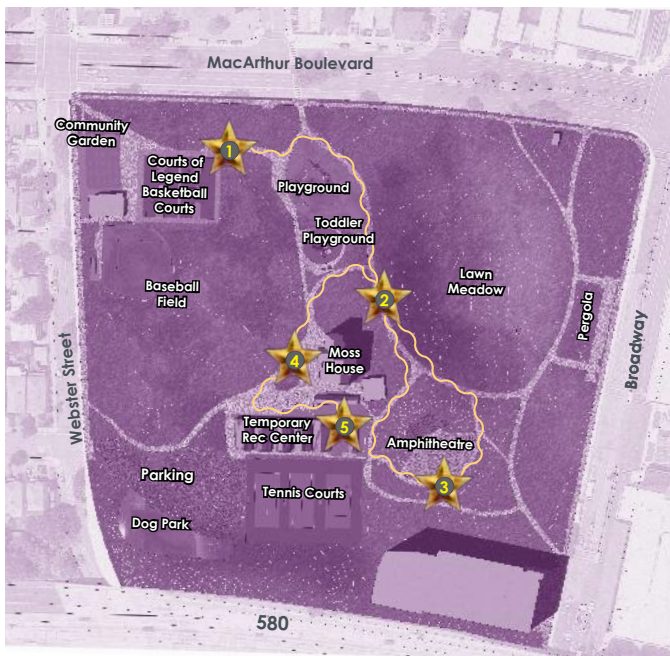 MacArthur Boulevard
Community
Garden
1
Courts of
Legend
Basketball
Courts
Playground
Toddler
Playground
Lawn
Meadow
Baseball
Field
2
Pergola
Broadway
Webster Street
4
Moss
House
Temporary
Rec Center
5
Amphitheatre
3
Parking
Tennis Courts
Dog Park
580